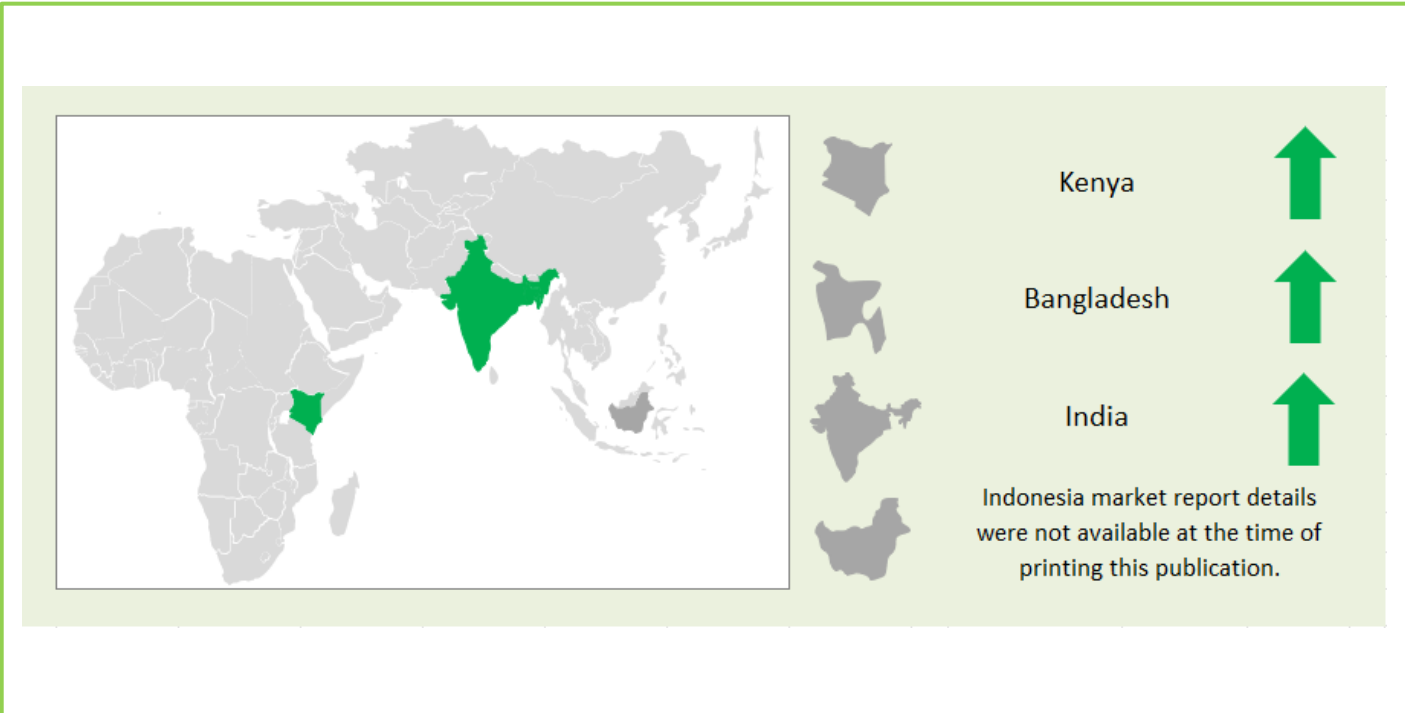 Kenya
Bangladesh
India
Indonesia market report details
were not available at the time of
printing this publication.